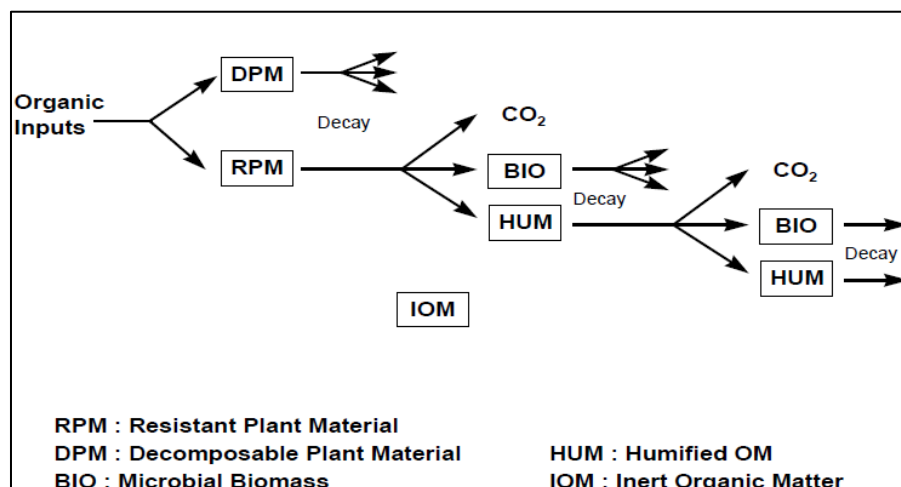 DPM
Organic
Inputs
Decay
CO₂
RPM
BIO
CO₂
Decay
HUM
BIO
Decay
HUM
IOM
RPM : Resistant Plant Material
DPM : Decomposable Plant Material
HUM : Humified OM
BIO : Microbial Biomass
IOM : Inert Organic Matter